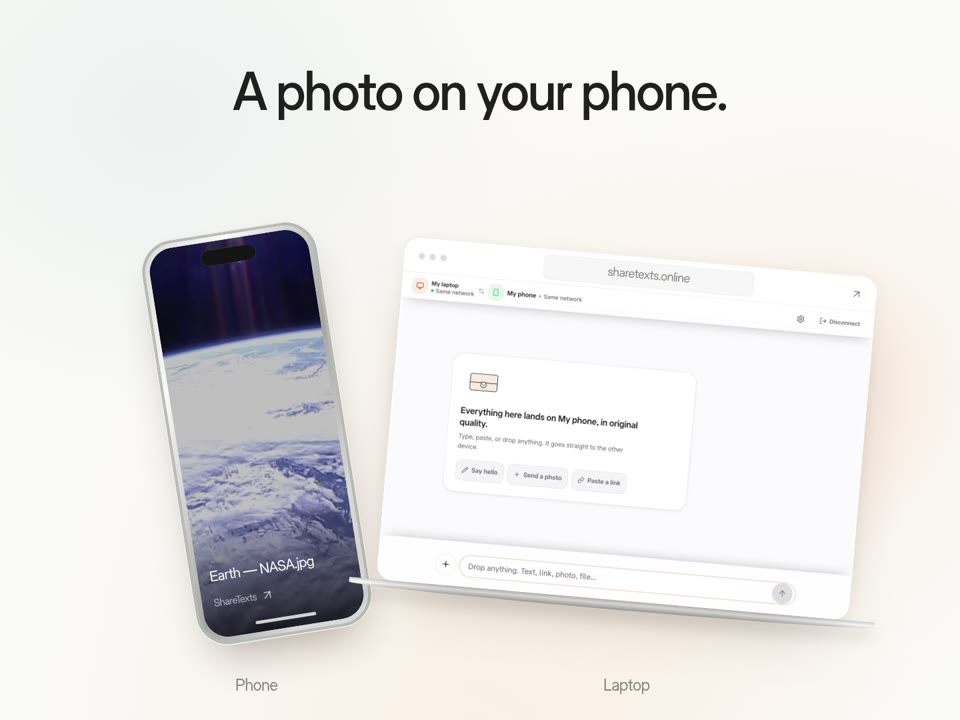 A photo on your phone.
Earth — NASA.jpg
ShareTexts
sharetexts.online
My laptop
Same network
My phone
Same network
Disconnect
Everything here lands on My phone, in original
quality.
Type, paste, or drop anything. It goes straight to the other
device.
Say hello
Send a photo
Paste a link
Drop anything. Text, link, photo, file...
Phone
Laptop